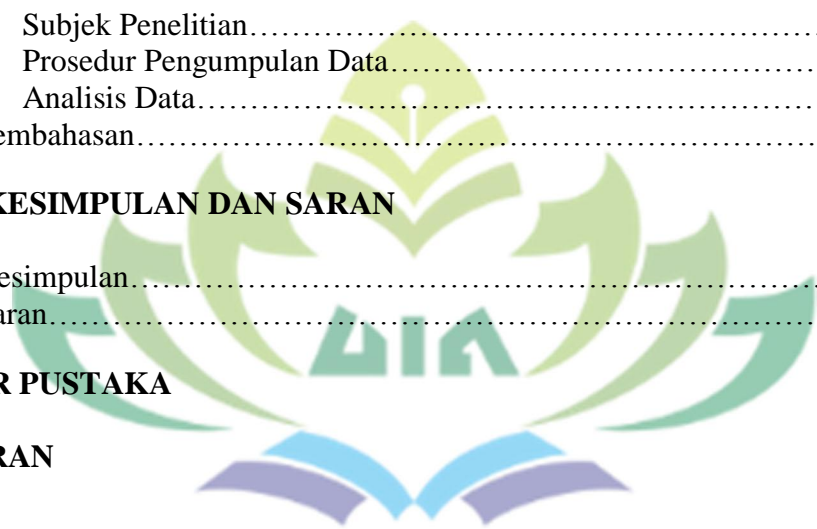 Subjek Penelitian……………………………………………………
Prosedur Pengumpulan Data………………………………………
Analisis Data…………………………………………………………
embahasan………………………………………………………………
KESIMPULAN DAN SARAN
esimpulan………………………………………………………………
aran………………………………………………………………………
R PUSTAKA
RAN